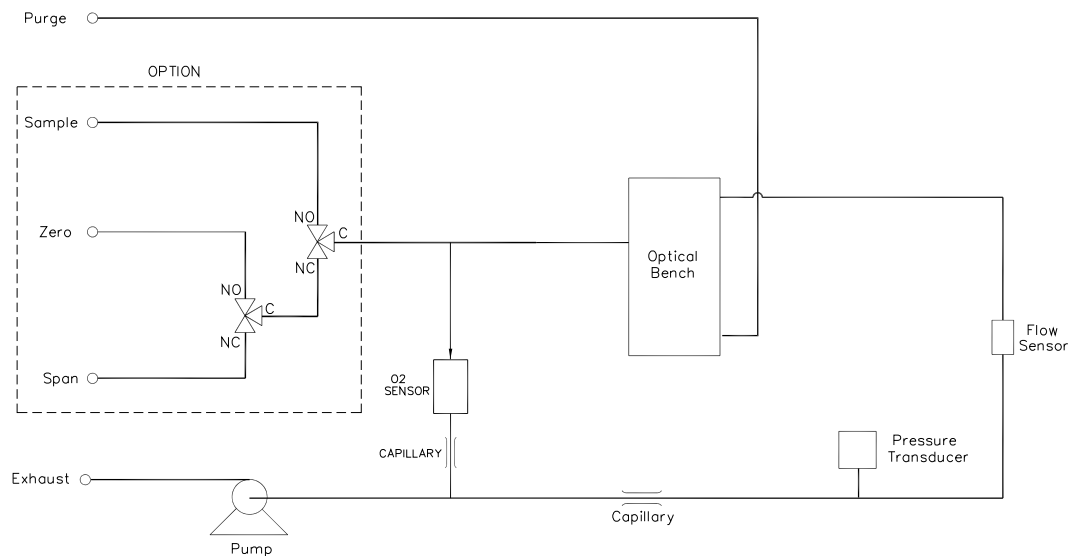 Purge
OPTION
Sample
NO
C
NC
Zero
NO
C
NC
Span
Optical
Bench
Flow
Sensor
O2
SENSOR
CAPILLARY
Pressure
Transducer
Exhaust
Capillary
Pump